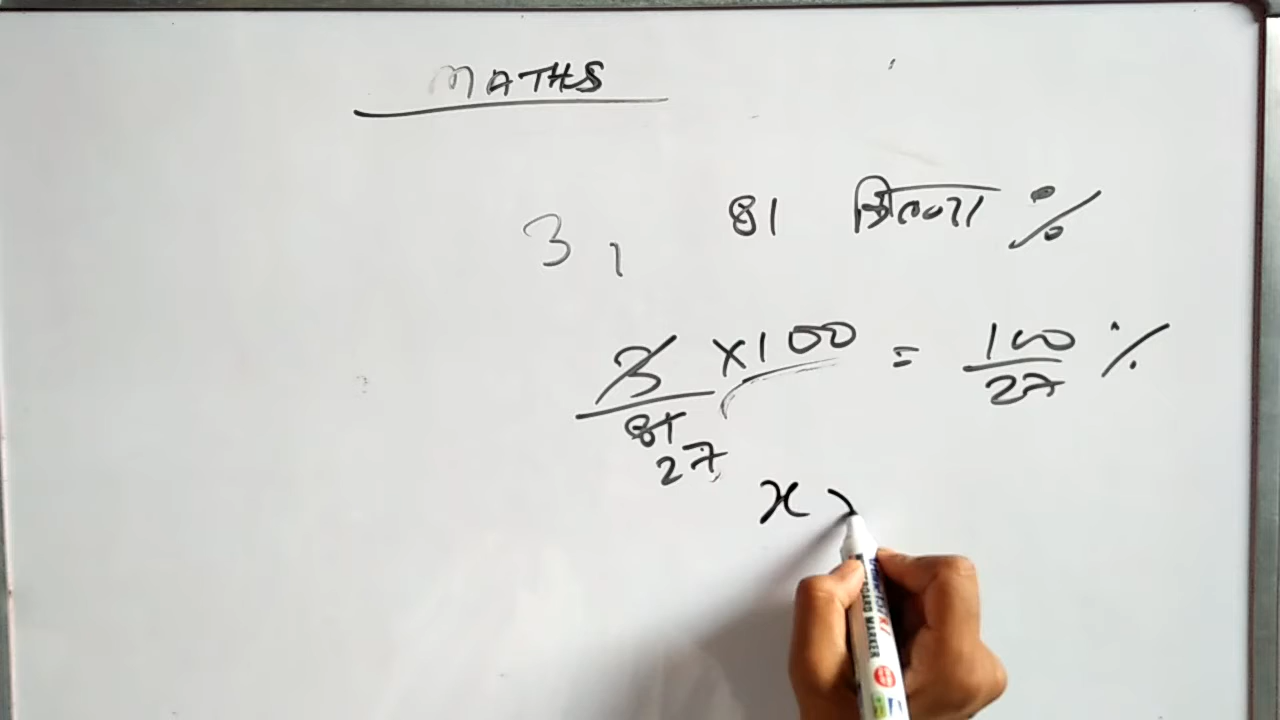 MATHS
3, 81 कितना %
3/81 ×100 = 100/27 %
27
x